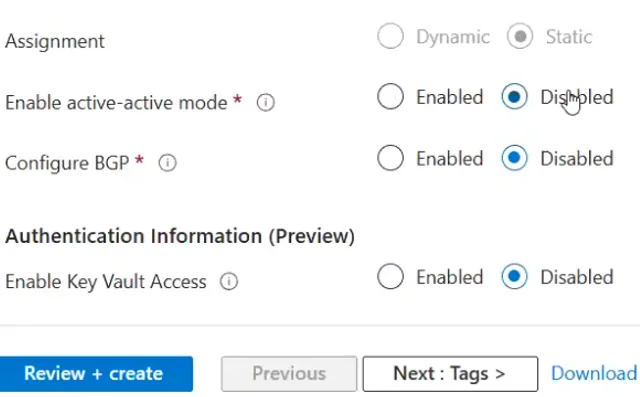 Assignment Dynamic Static
Enable active-active mode * Enabled Disabled
Configure BGP * Enabled Disabled
Authentication Information (Preview)
Enable Key Vault Access Enabled Disabled
Review + create Previous Next : Tags > Download